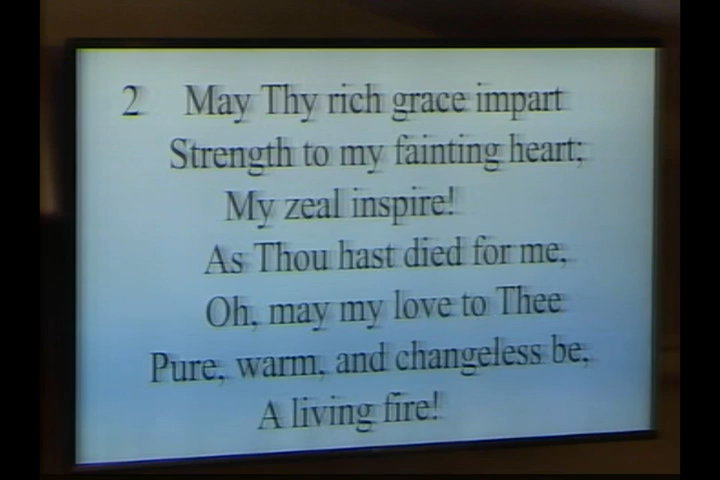 2 May Thy rich grace impart
Strength to my fainting heart;
My zeal inspire!
As Thou hast died for me,
Oh, may my love to Thee
Pure, warm, and changeless be,
A living fire!